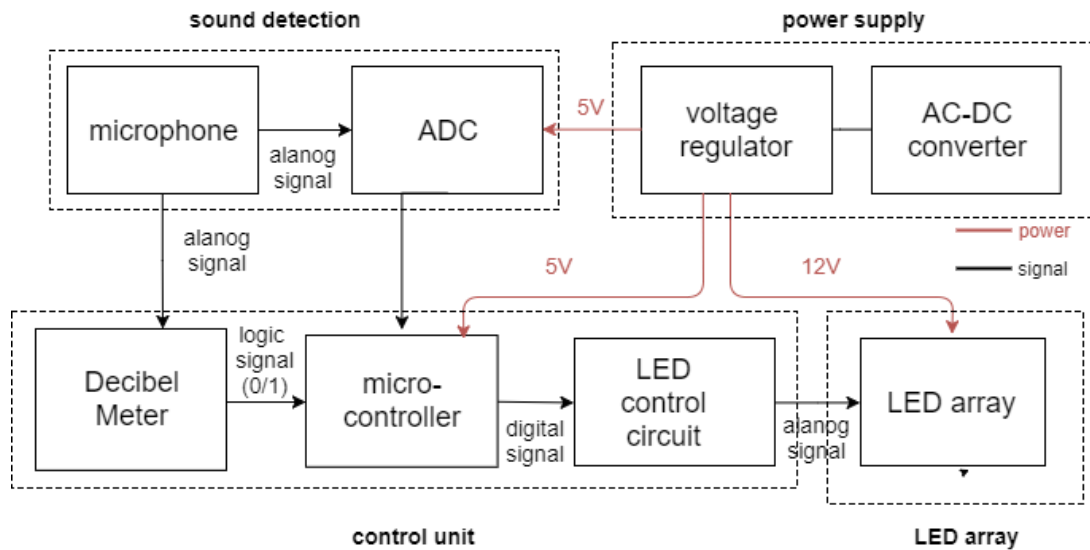 sound detection
power supply
microphone
alanog
signal
ADC
5V
voltage
regulator
AC-DC
converter
alanog
signal
5V
12V
power
signal
Decibel
Meter
logic
signal
(0/1)
micro-
controller
digital
signal
LED
control
circuit
alanog
signal
LED array
control unit
LED array